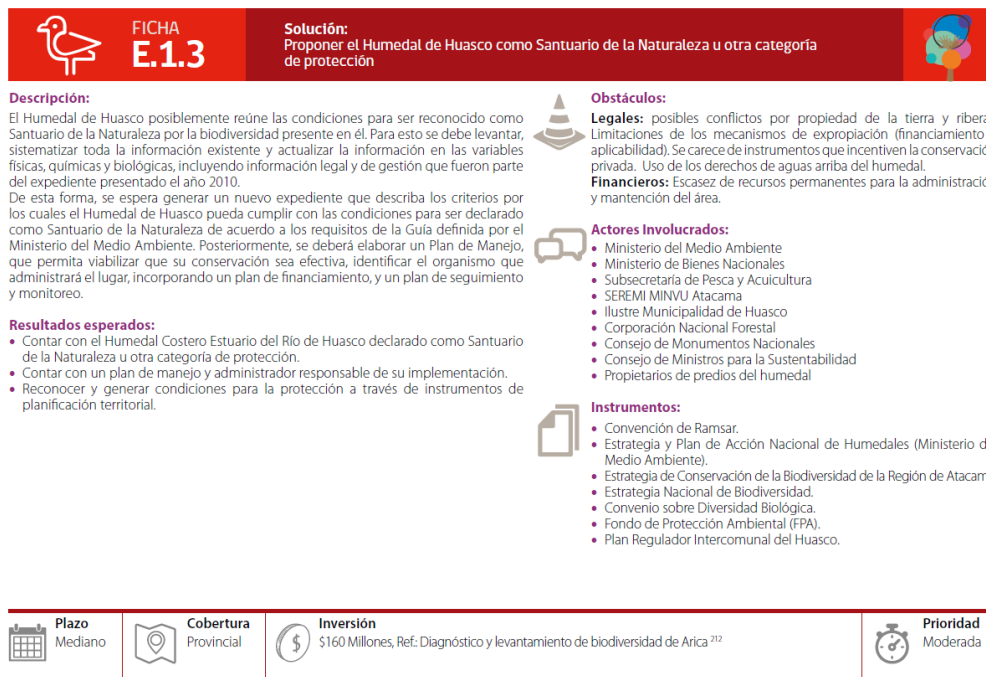 FICHA
E.1.3
Solución:
Proponer el Humedal de Huasco como Santuario de la Naturaleza u otra categoría
de protección
Descripción:
El Humedal de Huasco posiblemente reúne las condiciones para ser reconocido como
Santuario de la Naturaleza por la biodiversidad presente en él. Para esto se debe levantar,
sistematizar toda la información existente y actualizar la información en las variables
físicas, químicas y biológicas, incluyendo información legal y de gestión que fueron parte
del expediente presentado el año 2010.
De esta forma, se espera generar un nuevo expediente que describa los criterios por
los cuales el Humedal de Huasco pueda cumplir con las condiciones para ser declarado
como Santuario de la Naturaleza de acuerdo a los requisitos de la Guía definida por el
Ministerio del Medio Ambiente. Posteriormente, se deberá elaborar un Plan de Manejo,
que permita viabilizar que su conservación sea efectiva, identificar el organismo que
administrará el lugar, incorporando un plan de financiamiento, y un plan de seguimiento
y monitoreo.
Resultados esperados:
• Contar con el Humedal Costero Estuario del Río de Huasco declarado como Santuario
de la Naturaleza u otra categoría de protección.
• Contar con un plan de manejo y administrador responsable de su implementación.
• Reconocer y generar condiciones para la protección a través de instrumentos de
planificación territorial.
Obstáculos:
Legales: posibles conflictos por propiedad de la tierra y ribera
Limitaciones de los mecanismos de expropiación (financiamiento
aplicabilidad). Se carece de instrumentos que incentiven la conservació
privada. Uso de los derechos de aguas arriba del humedal.
Financieros: Escasez de recursos permanentes para la administració
y mantención del área.
Actores Involucrados:
• Ministerio del Medio Ambiente
• Ministerio de Bienes Nacionales
• Subsecretaría de Pesca y Acuicultura
• SEREMI MINVU Atacama
• Ilustre Municipalidad de Huasco
• Corporación Nacional Forestal
• Consejo de Monumentos Nacionales
• Consejo de Ministros para la Sustentabilidad
• Propietarios de predios del humedal
Instrumentos:
• Convención de Ramsar.
• Estrategia y Plan de Acción Nacional de Humedales (Ministerio d
Medio Ambiente).
• Estrategia de Conservación de la Biodiversidad de la Región de Atacam
• Estrategia Nacional de Biodiversidad.
• Convenio sobre Diversidad Biológica.
• Fondo de Protección Ambiental (FPA).
• Plan Regulador Intercomunal del Huasco.
Plazo
Mediano
Cobertura
Provincial
Inversión
$160 Millones, Ref.: Diagnóstico y levantamiento de biodiversidad de Arica 212
Prioridad
Moderada